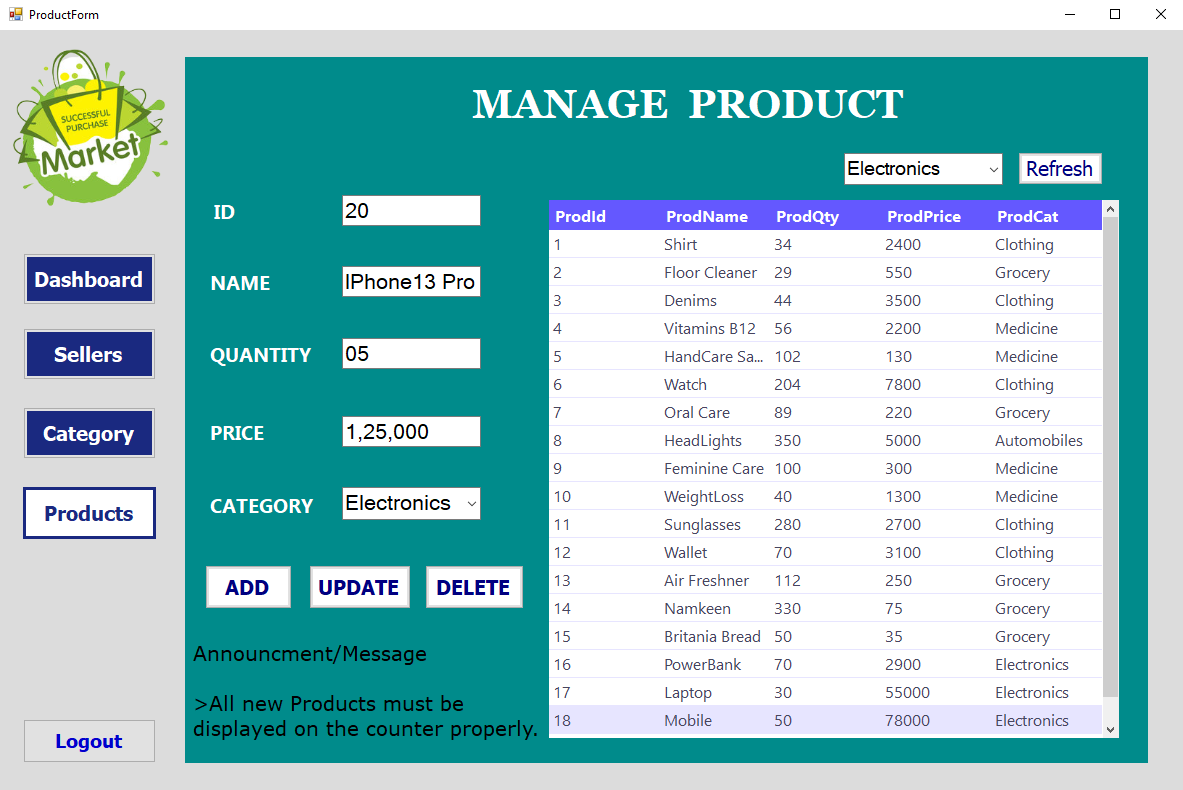 ProductForm
SUCCESSFUL
PURCHASE
Market
MANAGE PRODUCT
Electronics Refresh
ID 20
NAME IPhone13 Pro
QUANTITY 05
PRICE 1,25,000
CATEGORY Electronics
ADD UPDATE DELETE
Announcment/Message
>All new Products must be
displayed on the counter properly.
Dashboard
Sellers
Category
Products
Logout
ProdId ProdName ProdQty ProdPrice ProdCat
1 Shirt 34 2400 Clothing
2 Floor Cleaner 29 550 Grocery
3 Denims 44 3500 Clothing
4 Vitamins B12 56 2200 Medicine
5 HandCare Sa... 102 130 Medicine
6 Watch 204 7800 Clothing
7 Oral Care 89 220 Grocery
8 HeadLights 350 5000 Automobiles
9 Feminine Care 100 300 Medicine
10 WeightLoss 40 1300 Medicine
11 Sunglasses 280 2700 Clothing
12 Wallet 70 3100 Clothing
13 Air Freshner 112 250 Grocery
14 Namkeen 330 75 Grocery
15 Britania Bread 50 35 Grocery
16 PowerBank 70 2900 Electronics
17 Laptop 30 55000 Electronics
18 Mobile 50 78000 Electronics